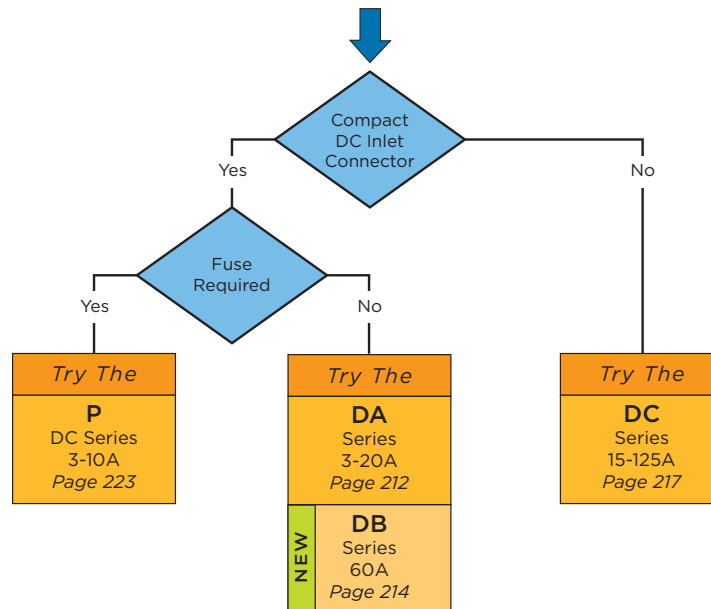 Compact
DC Inlet
Connector
Yes
No
Fuse
Required
Yes
No
Try The
P
DC Series
3-10A
Page 223
Try The
DA
Series
3-20A
Page 212
NEW
DB
Series
60A
Page 214
Try The
DC
Series
15-125A
Page 217